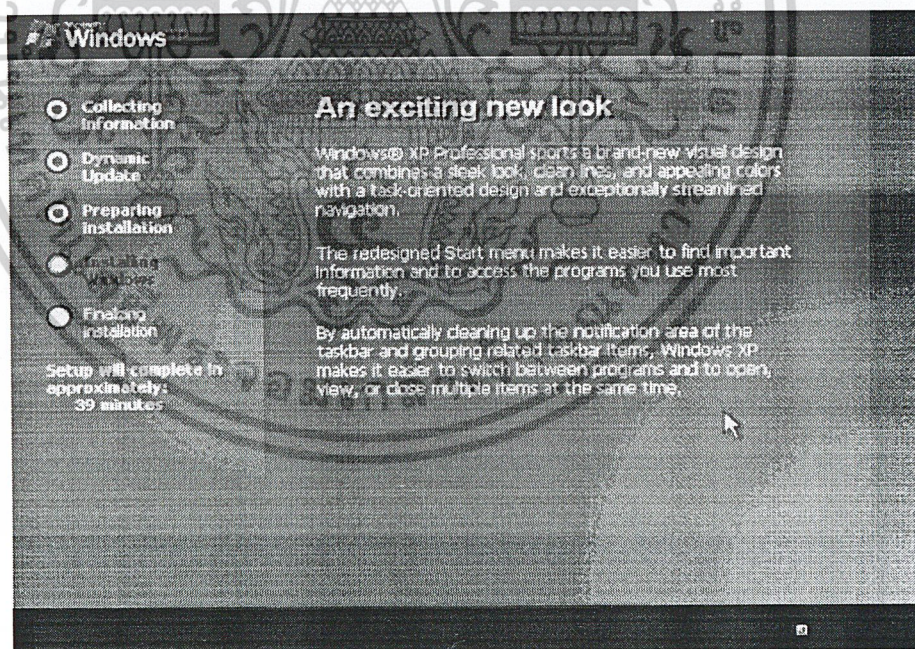 Windows
Collecting
Information
Dynamic
Update
Preparing
Installation
Installing
Windows
Finalizing
installation
Setup will complete in
approximately:
39 minutes
An exciting new look
Windows® XP Professional sports a brand-new visual design
that combines a sleek look, clean lines, and appealing colors
with a task-oriented design and exceptionally streamlined
navigation.
The redesigned Start menu makes it easier to find important
information and to access the programs you use most
frequently.
By automatically cleaning up the notification area of the
taskbar and grouping related taskbar items, Windows XP
makes it easier to switch between programs and to open,
view, or close multiple items at the same time.